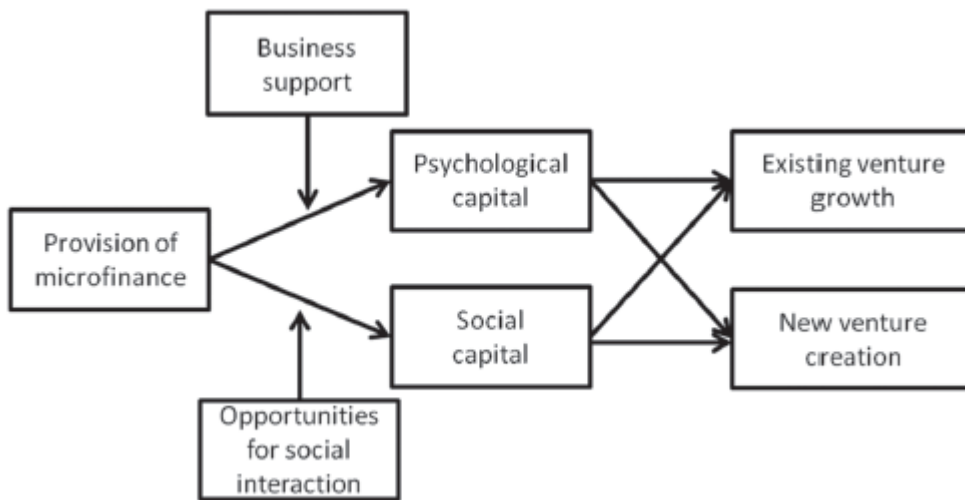 Business
support
Psychological
capital
Existing venture
growth
Provision of
microfinance
Social
capital
New venture
creation
Opportunities
for social
interaction